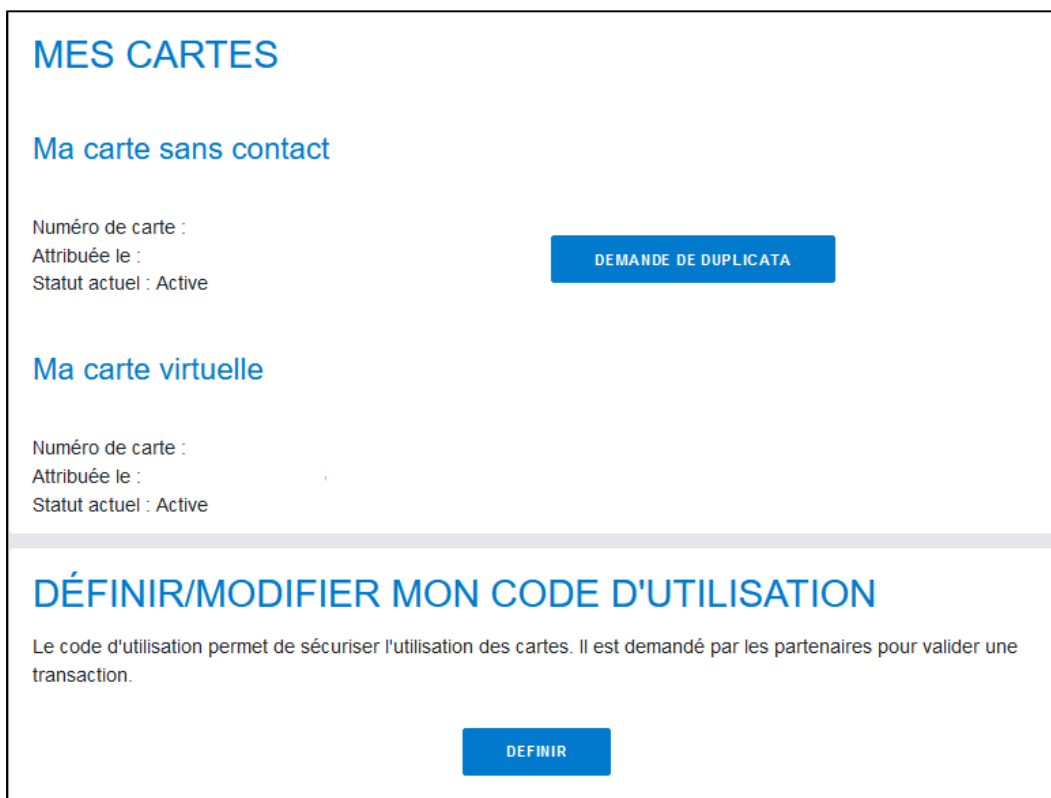 MES CARTES
Ma carte sans contact
Numéro de carte :
Attribuée le :
Statut actuel : Active
DEMANDE DE DUPLICATA
Ma carte virtuelle
Numéro de carte :
Attribuée le :
Statut actuel : Active
DÉFINIR/MODIFIER MON CODE D'UTILISATION
Le code d'utilisation permet de sécuriser l'utilisation des cartes. Il est demandé par les partenaires pour valider une
transaction.
DEFINIR